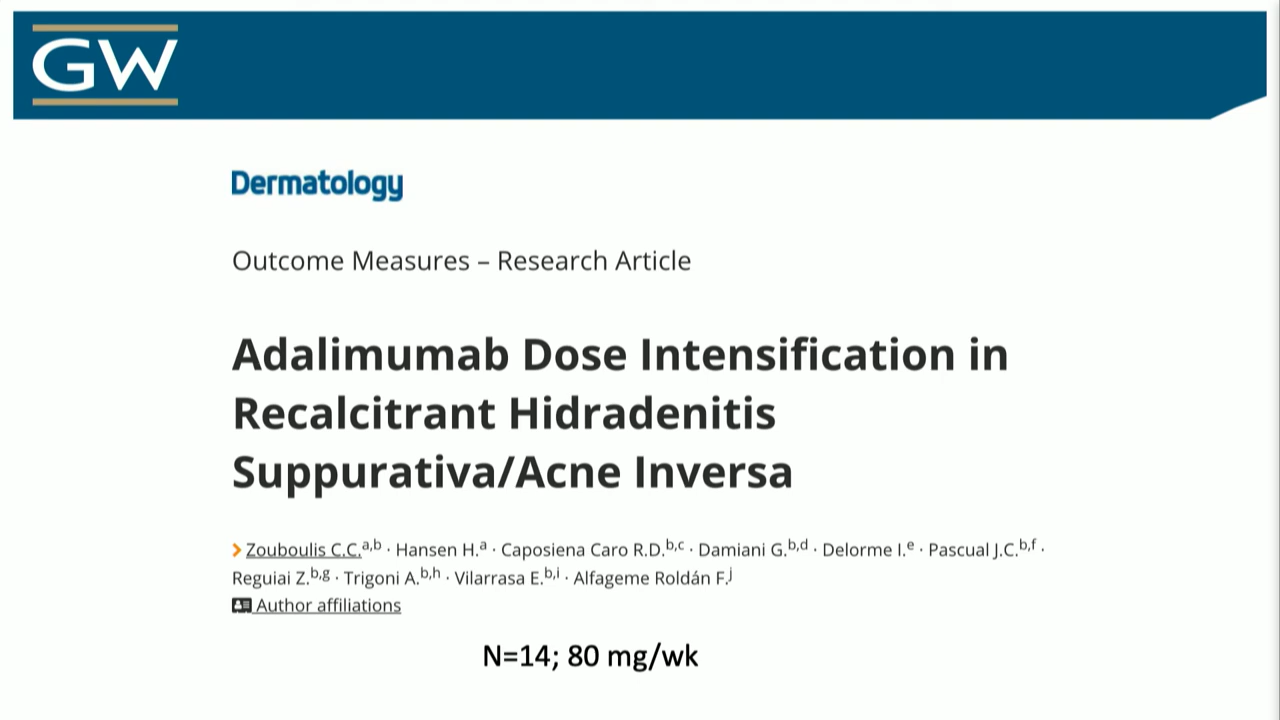 GW
Dermatology
Outcome Measures – Research Article
Adalimumab Dose Intensification in
Recalcitrant Hidradenitis
Suppurativa/Acne Inversa
Zouboulis C.C.a,b · Hansen H.a · Caposiena Caro R.D.b,c · Damiani G.b,d · Delorme I.e · Pascual J.C.b,f ·
Reguiai Z.b,g · Trigoni A.b,h · Vilarrasa E.b,i · Alfageme Roldán F.j
Author affiliations
N=14; 80 mg/wk